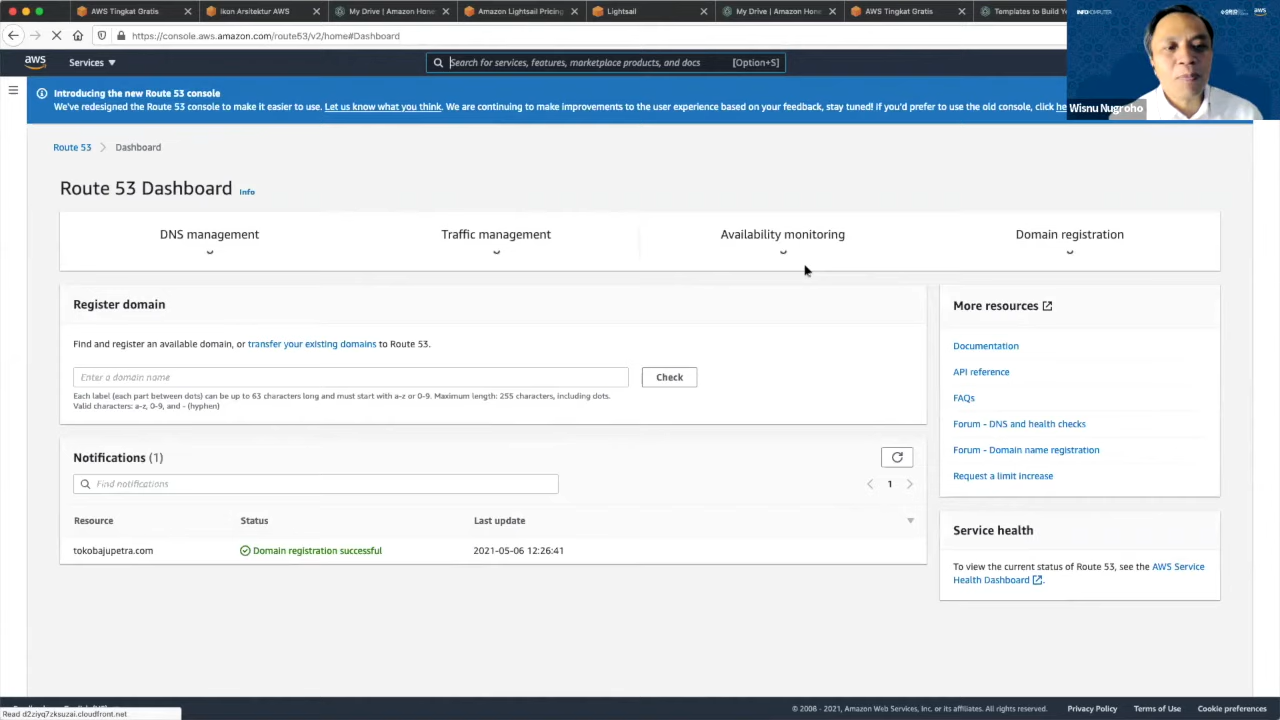 AWS Tingkat Gratis
Ikon Arsitektur AWS
My Drive | Amazon Hone
Amazon Lightsail Pricing
Lightsail
My Drive | Amazon Hone
AWS Tingkat Gratis
Templates to Build Yo
https://console.aws.amazon.com/route53/v2/home#Dashboard
INFOKOMPUTER
aws
Wisnu Nugroho
aws
Services
Search for services, features, marketplace products, and docs
[Option+S]
Introducing the new Route 53 console
We've redesigned the Route 53 console to make it easier to use. Let us know what you think. We are continuing to make improvements to the user experience based on your feedback, stay tuned! If you'd prefer to use the old console, click he
Route 53 > Dashboard
Route 53 Dashboard Info
DNS management
Traffic management
Availability monitoring
Domain registration
Register domain
Find and register an available domain, or transfer your existing domains to Route 53.
Enter a domain name
Check
Each label (each part between dots) can be up to 63 characters long and must start with a-z or 0-9. Maximum length: 255 characters, including dots.
Valid characters: a-z, 0-9, and - (hyphen)
Notifications (1)
Find notifications
1
Resource
Status
Last update
tokobajupetra.com
Domain registration successful
2021-05-06 12:26:41
More resources
Documentation
API reference
FAQs
Forum - DNS and health checks
Forum - Domain name registration
Request a limit increase
Service health
To view the current status of Route 53, see the AWS Service
Health Dashboard.
© 2008 - 2021, Amazon Web Services, Inc. or its affiliates. All rights reserved.
Privacy Policy
Terms of Use
Cookie preferences
Read d2ziyq7zksuzai.cloudfront.net